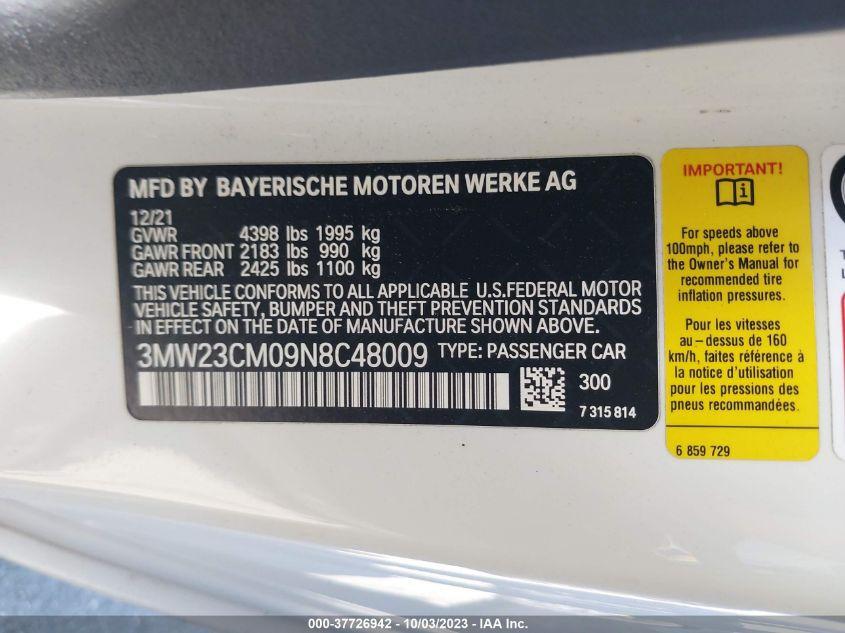 MFD BY BAYERISCHE MOTOREN WERKE AG
12/21
GVWR 4398 lbs 1995 kg
GAWR FRONT 2183 lbs 990 kg
GAWR REAR 2425 lbs 1100 kg
THIS VEHICLE CONFORMS TO ALL APPLICABLE U.S.FEDERAL MOTOR
VEHICLE SAFETY, BUMPER AND THEFT PREVENTION STANDARDS
IN EFFECT ON THE DATE OF MANUFACTURE SHOWN ABOVE.
3MW23CM09N8C48009 TYPE: PASSENGER CAR
300
7 315 814
IMPORTANT!
For speeds above
100mph, please refer to
the Owner's Manual for
recommended tire
inflation pressures.
Pour les vitesses
au–dessus de 160
km/h, faites référence à
la notice d'utilisation
pour les pressions des
pneus recommandées.
6 859 729
000-37726942 - 10/03/2023 - IAA Inc.